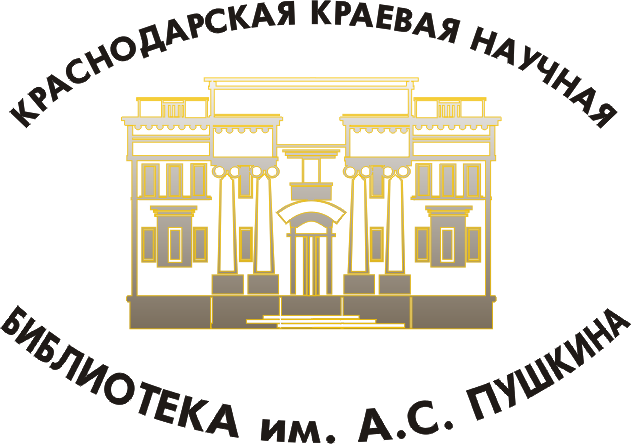 КРАСНОДАРСКАЯ КРАЕВАЯ НАУЧНАЯ
БИБЛИОТЕКА им. А.С. ПУШКИНА